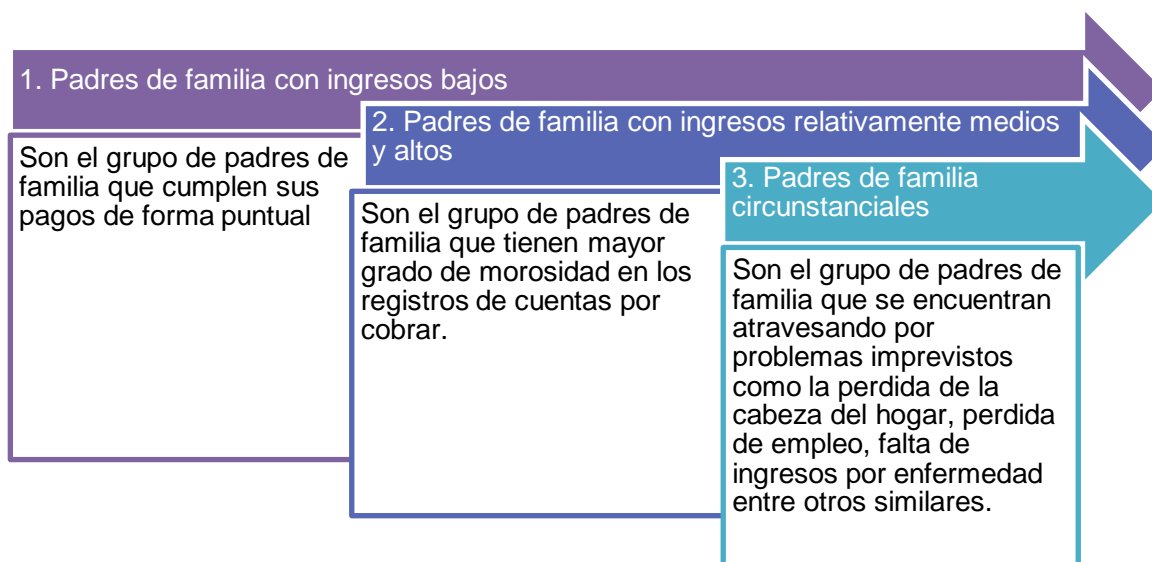 1. Padres de familia con ingresos bajos
Son el grupo de padres de
familia que cumplen sus
pagos de forma puntual
2. Padres de familia con ingresos relativamente medios
y altos
Son el grupo de padres de
familia que tienen mayor
grado de morosidad en los
registros de cuentas por
cobrar.
3. Padres de familia
circunstanciales
Son el grupo de padres de
familia que se encuentran
atravesando por
problemas imprevistos
como la perdida de la
cabeza del hogar, perdida
de empleo, falta de
ingresos por enfermedad
entre otros similares.